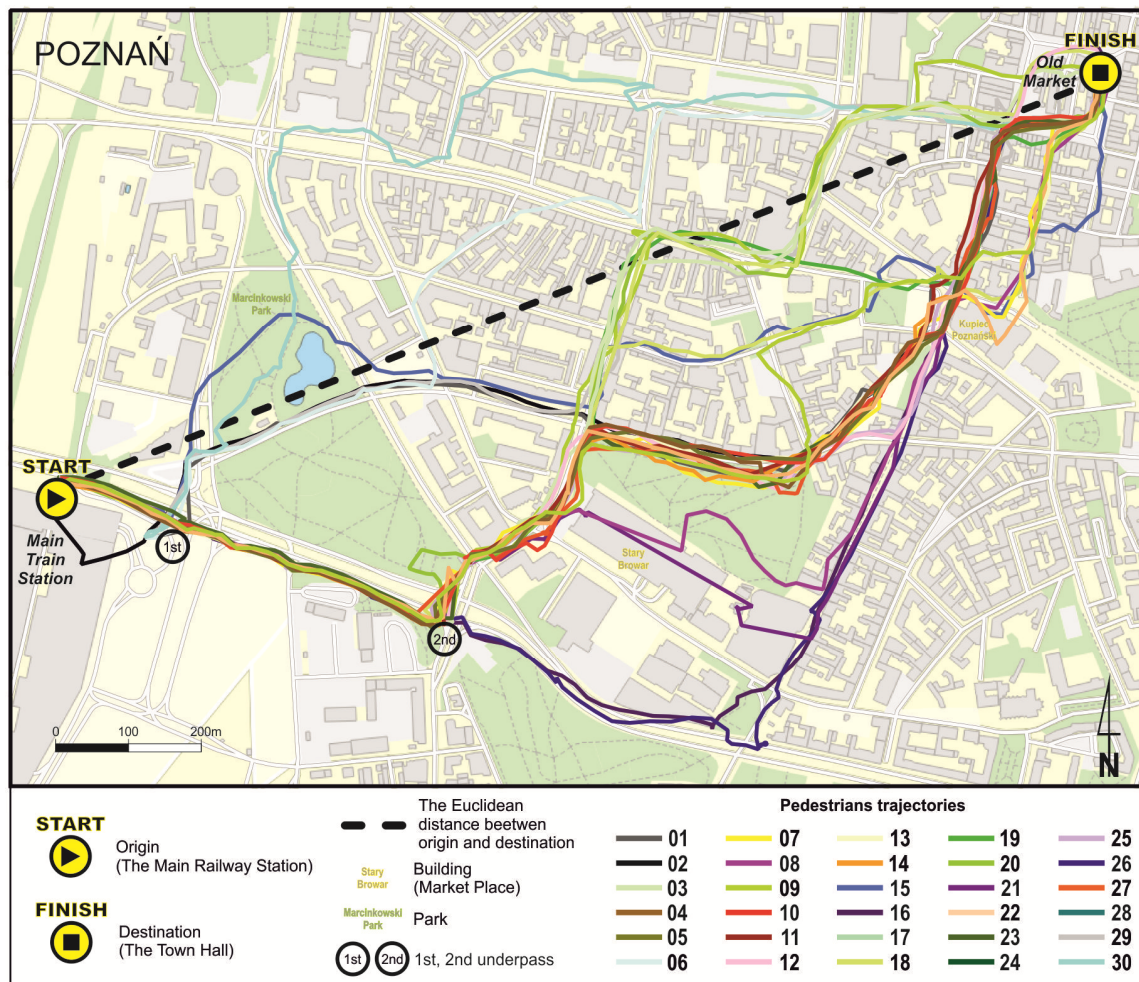 POZNAŃ
FINISH
Old
Market
Marcinkowski
Park
Kupiec
Poznański
START
Main
Train
Station
1st
Stary
Browar
2nd
0 100 200m
N
START
Origin
(The Main Railway Station)
FINISH
Destination
(The Town Hall)
The Euclidean
distance beetwen
origin and destination
Stary
Browar
Building
(Market Place)
Marcinkowski
Park
Park
1st 2nd 1st, 2nd underpass
Pedestrians trajectories
01 07 13 19 25
02 08 14 20 26
03 09 15 21 27
04 10 16 22 28
05 11 17 23 29
06 12 18 24 30